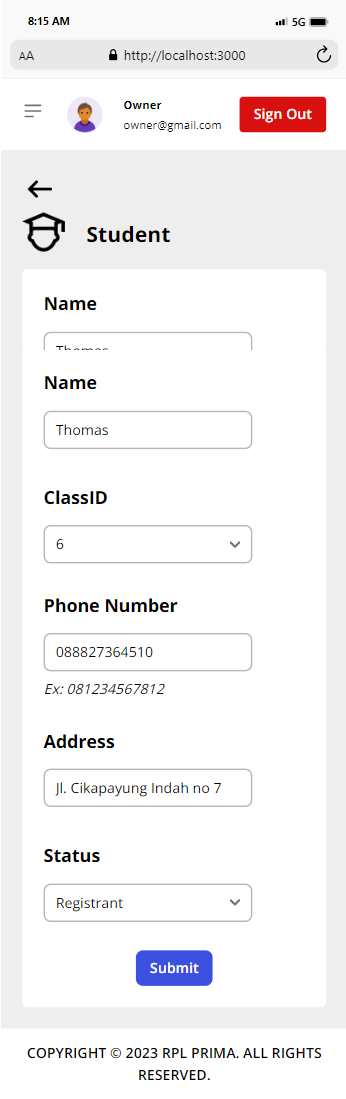 8:15 AM 5G
AA http://localhost:3000
Owner
owner@gmail.com
Sign Out
Student
Name
Thomas
Name
Thomas
ClassID
6
Phone Number
088827364510
Ex: 081234567812
Address
Jl. Cikapayung Indah no 7
Status
Registrant
Submit
COPYRIGHT © 2023 RPL PRIMA. ALL RIGHTS
RESERVED.